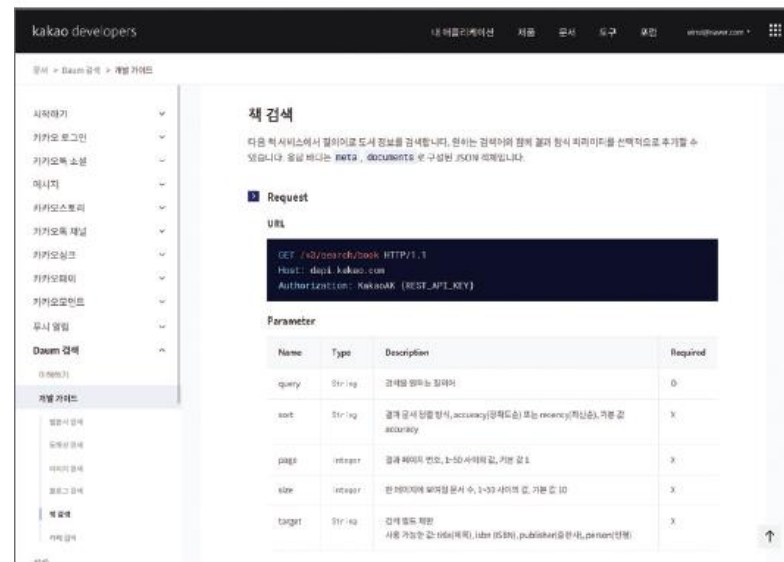 kakao developers
내 애플리케이션 제품 문서 도구 포럼
문서 > Daum 검색 > 개발 가이드
시작하기
카카오 로그인
카카오톡 소셜
메시지
카카오스토리
카카오톡 채널
카카오싱크
카카오페이
카카오모먼트
푸시 알림
Daum 검색
이해하기
개발 가이드
웹문서 검색
동영상 검색
이미지 검색
블로그 검색
책 검색
카페 검색
책 검색
다음 책 서비스에서 질의어로 도서 정보를 검색합니다. 원하는 검색어와 함께 결과 형식 파라미터를 선택적으로 추가할 수
있습니다. 응답 바디는 meta, documents로 구성된 JSON 객체입니다.
Request
URL
GET /v3/search/book HTTP/1.1
Host: dapi.kakao.com
Authorization: KakaoAK {REST_API_KEY}
Parameter
Name Type Description Required
query String 검색을 원하는 질의어 O
sort String 결과 문서 정렬 방식, accuracy(정확도순) 또는 recency(최신순), 기본 값 X
accuracy
page Integer 결과 페이지 번호, 1~50 사이의 값, 기본 값 1 X
size Integer 한 페이지에 보여질 문서 수, 1~50 사이의 값, 기본 값 10 X
target String 검색 필드 제한 X
사용 가능한 값: title(제목), isbn (ISBN), publisher(출판사), person(인명)